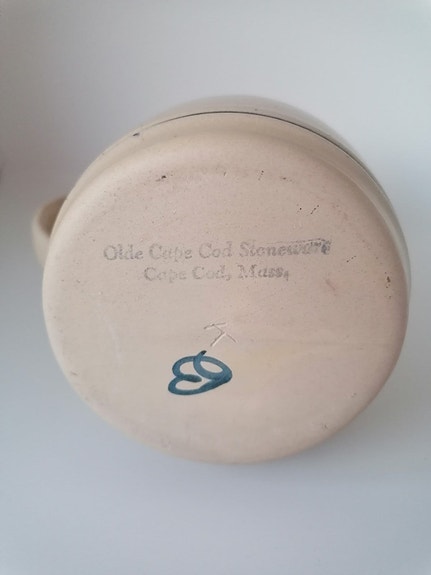 Olde Cape Cod Stoneware
Cape Cod, Mass.
K